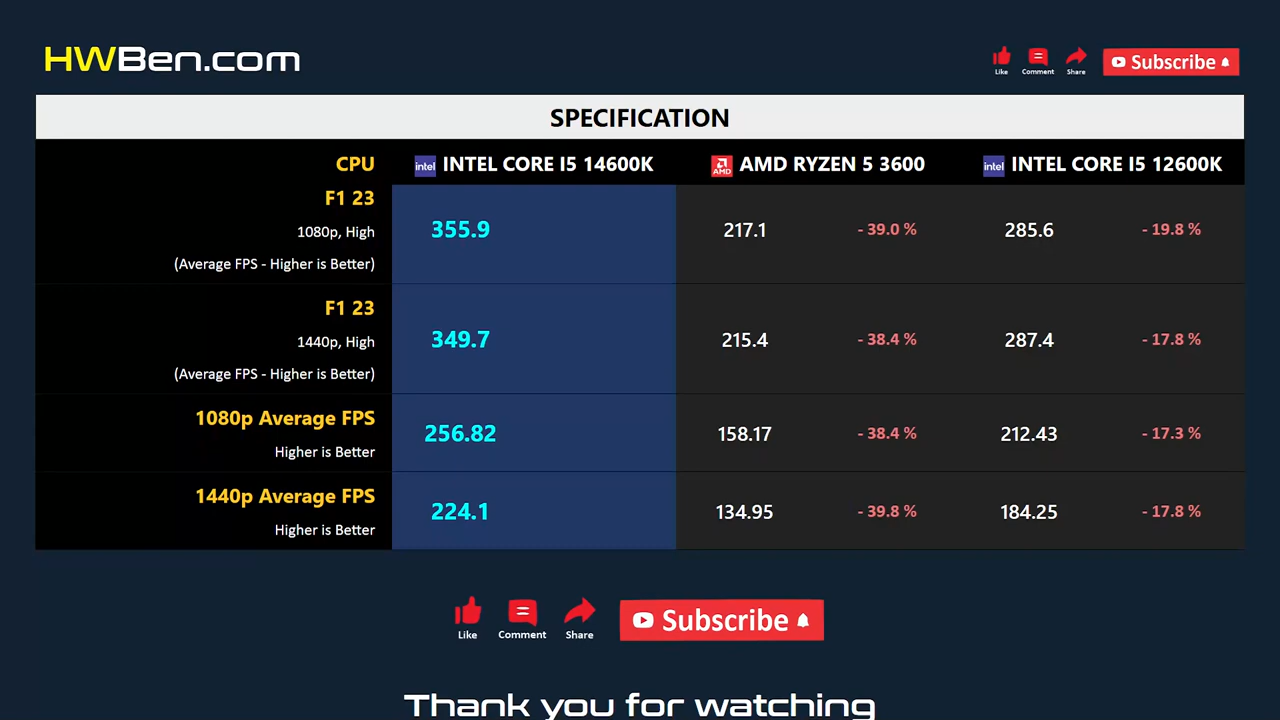 HWBen.com
Like Comment Share Subscribe
SPECIFICATION
CPU intel INTEL CORE I5 14600K AMD AMD RYZEN 5 3600 intel INTEL CORE I5 12600K
F1 23
1080p, High
(Average FPS - Higher is Better)
355.9 217.1 - 39.0 % 285.6 - 19.8 %
F1 23
1440p, High
(Average FPS - Higher is Better)
349.7 215.4 - 38.4 % 287.4 - 17.8 %
1080p Average FPS
Higher is Better
256.82 158.17 - 38.4 % 212.43 - 17.3 %
1440p Average FPS
Higher is Better
224.1 134.95 - 39.8 % 184.25 - 17.8 %
Like Comment Share Subscribe
Thank you for watching